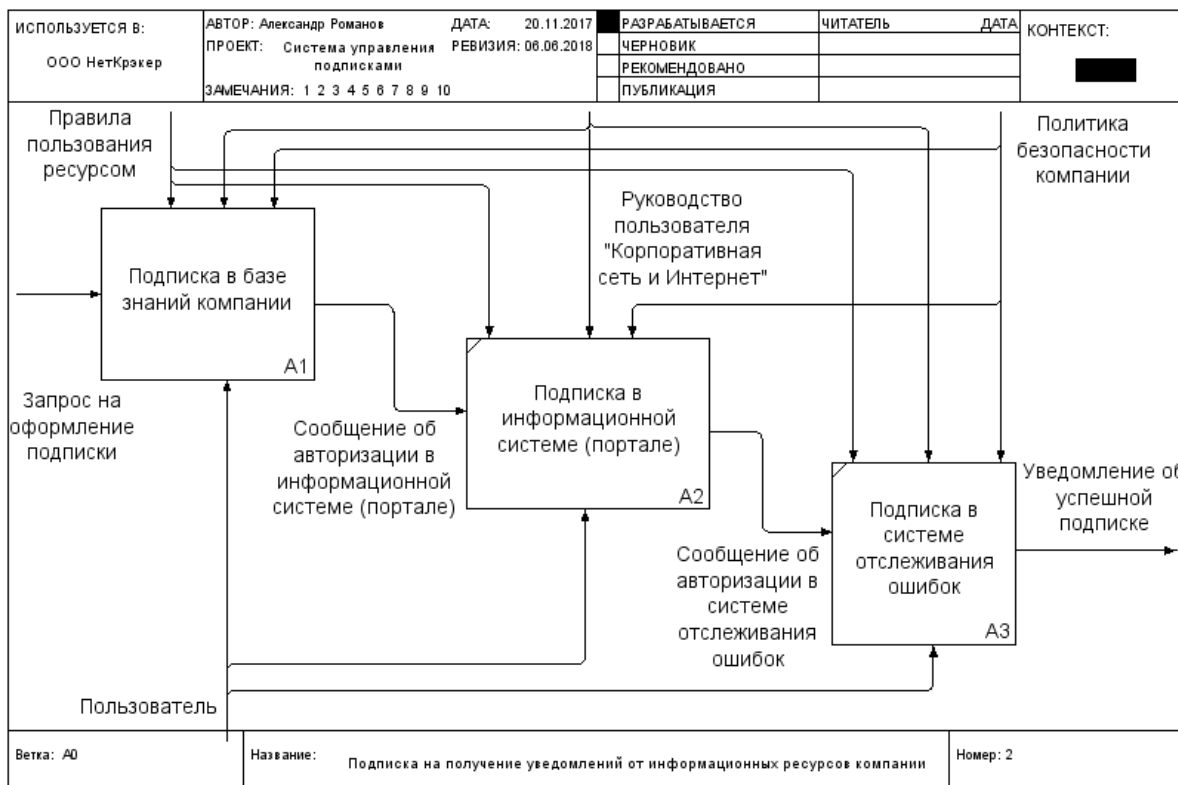 ИСПОЛЬЗУЕТСЯ В:
ООО НетКрэкер
АВТОР: Александр Романов
ДАТА: 20.11.2017
ПРОЕКТ: Система управления
подписками
РЕВИЗИЯ: 06.06.2018
ЗАМЕЧАНИЯ: 1 2 3 4 5 6 7 8 9 10
РАЗРАБАТЫВАЕТСЯ
ЧЕРНОВИК
РЕКОМЕНДОВАНО
ПУБЛИКАЦИЯ
ЧИТАТЕЛЬ
ДАТА
КОНТЕКСТ:
Правила
пользования
ресурсом
Политика
безопасности
компании
Руководство
пользователя
"Корпоративная
сеть и Интернет"
Подписка в базе
знаний компании
A1
Запрос на
оформление
подписки
Сообщение об
авторизации в
информационной
системе (портале)
Подписка в
информационной
системе (портале)
A2
Сообщение об
авторизации в
системе
отслеживания
ошибок
Подписка в
системе
отслеживания
ошибок
A3
Уведомление об
успешной
подписке
Пользователь
Ветка: A0
Название:
Подписка на получение уведомлений от информационных ресурсов компании
Номер: 2